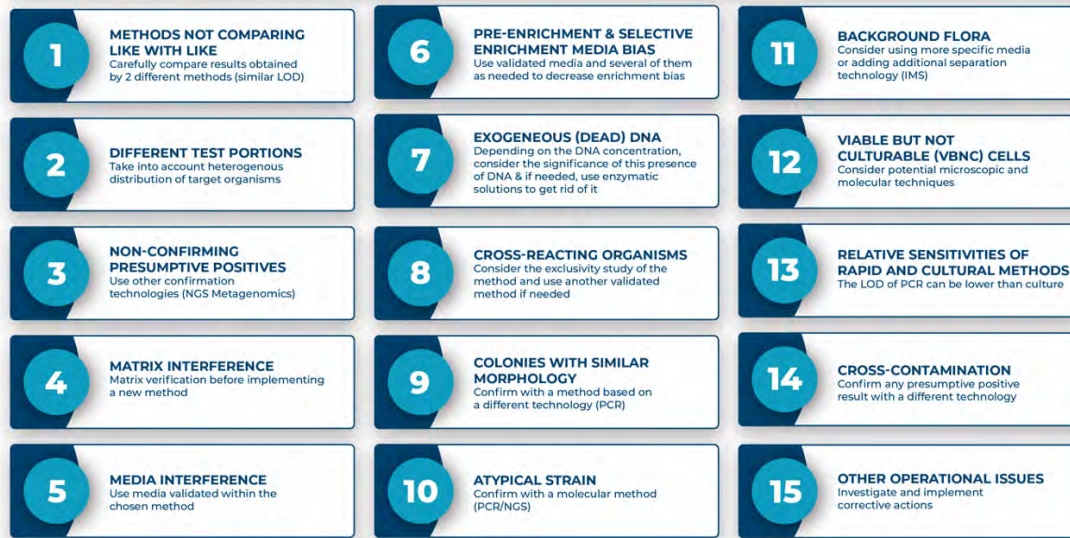 1
METHODS NOT COMPARING
LIKE WITH LIKE
Carefully compare results obtained
by 2 different methods (similar LOD)
2
DIFFERENT TEST PORTIONS
Take into account heterogenous
distribution of target organisms
3
NON-CONFIRMING
PRESUMPTIVE POSITIVES
Use other confirmation
technologies (NGS Metagenomics)
4
MATRIX INTERFERENCE
Matrix verification before implementing
a new method
5
MEDIA INTERFERENCE
Use media validated within the
chosen method
6
PRE-ENRICHMENT & SELECTIVE
ENRICHMENT MEDIA BIAS
Use validated media and several of them
as needed to decrease enrichment bias
7
EXOGENEOUS (DEAD) DNA
Depending on the DNA concentration,
consider the significance of this presence
of DNA & if needed, use enzymatic
solutions to get rid of it
8
CROSS-REACTING ORGANISMS
Consider the exclusivity study of the
method and use another validated
method if needed
9
COLONIES WITH SIMILAR
MORPHOLOGY
Confirm with a method based on
a different technology (PCR)
10
ATYPICAL STRAIN
Confirm with a molecular method
(PCR/NGS)
11
BACKGROUND FLORA
Consider using more specific media
or adding additional separation
technology (IMS)
12
VIABLE BUT NOT
CULTURABLE (VBNC) CELLS
Consider potential microscopic and
molecular techniques
13
RELATIVE SENSITIVITIES OF
RAPID AND CULTURAL METHODS
The LOD of PCR can be lower than culture
14
CROSS-CONTAMINATION
Confirm any presumptive positive
result with a different technology
15
OTHER OPERATIONAL ISSUES
Investigate and implement
corrective actions